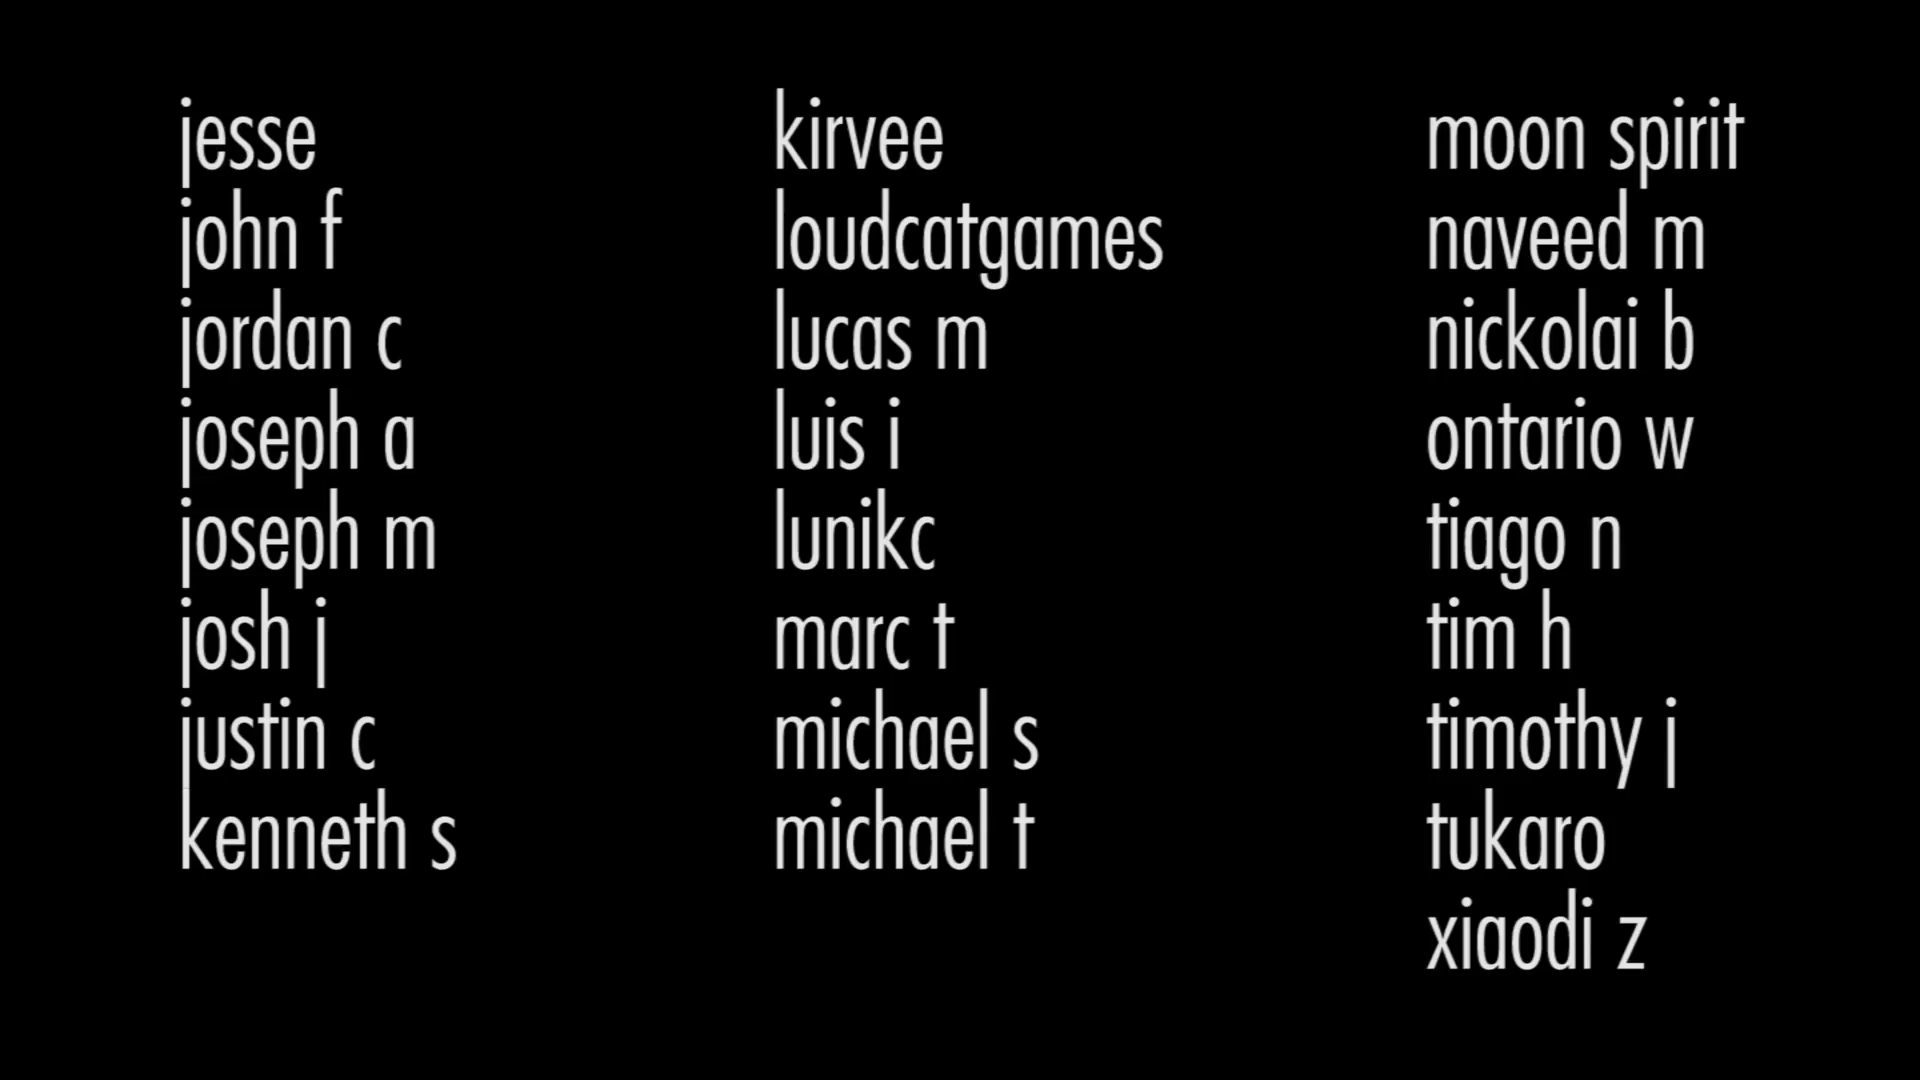 jesse
john f
jordan c
joseph a
joseph m
josh j
justin c
kenneth s
kirvee
loudcatgames
lucas m
luis i
lunikc
marc t
michael s
michael t
moon spirit
naveed m
nickolai b
ontario w
tiago n
tim h
timothy j
tukaro
xiaodi z